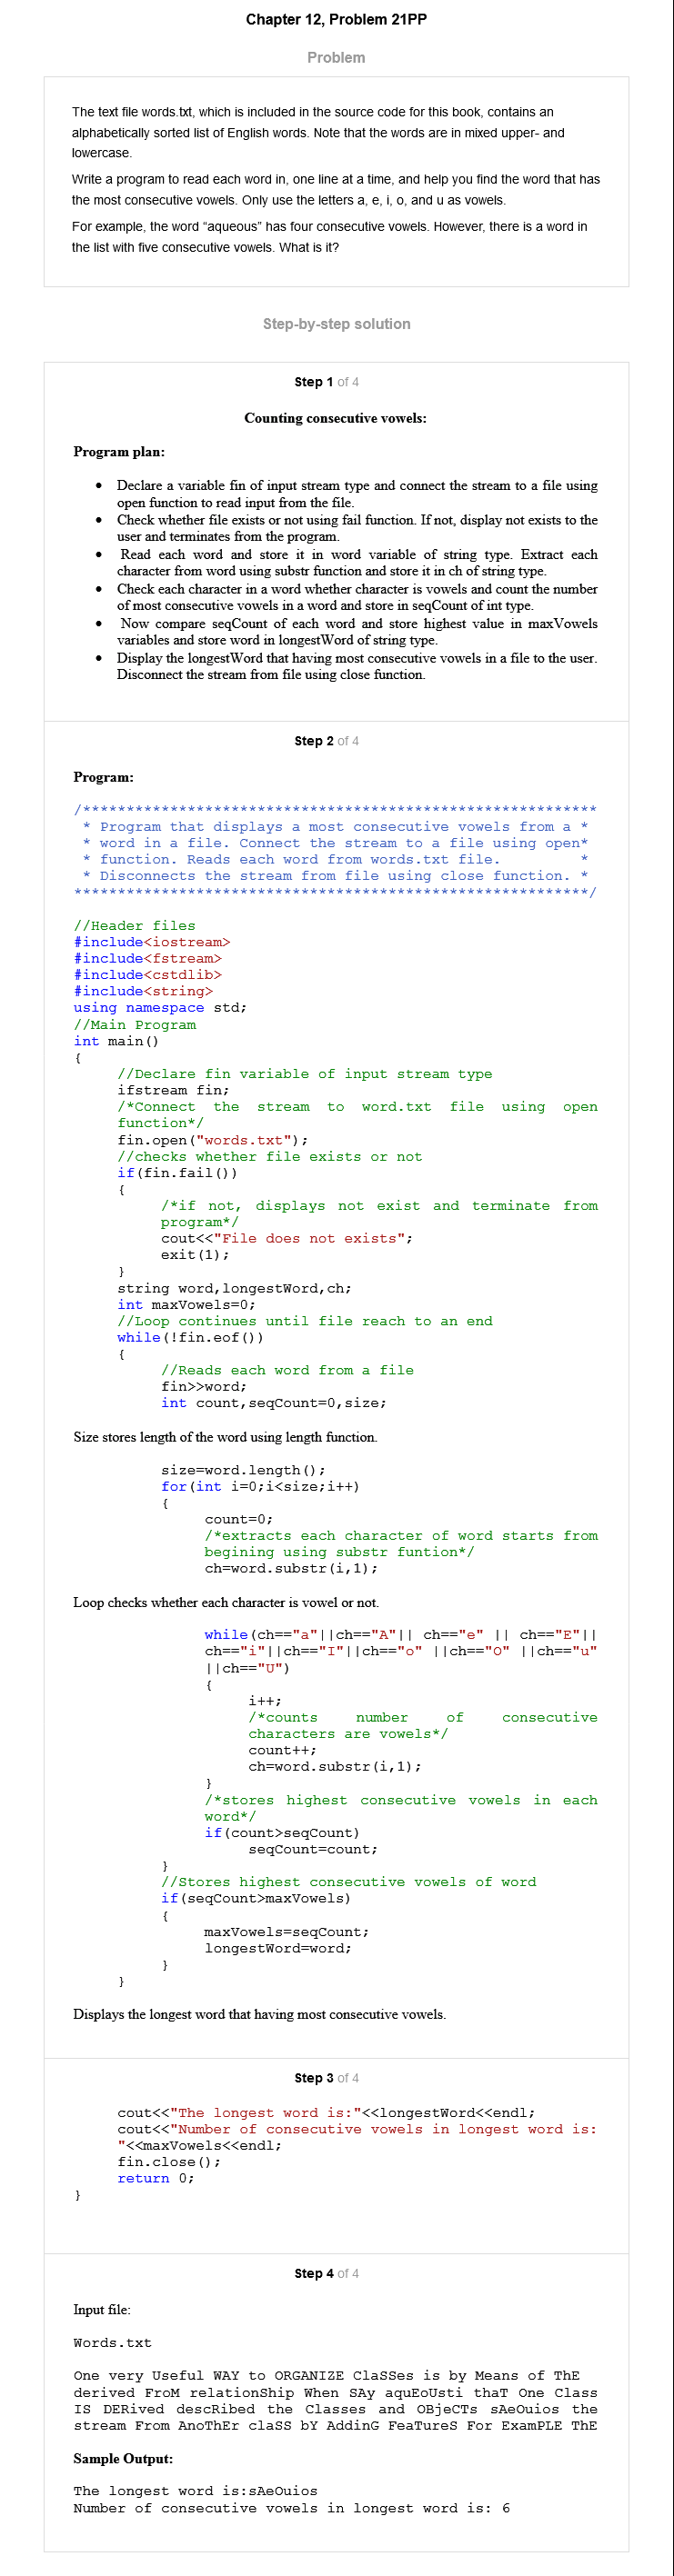 Chapter 12, Problem 21PP
Problem
The text file words.txt, which is included in the source code for this book, contains an
alphabetically sorted list of English words. Note that the words are in mixed upper- and
lowercase.
Write a program to read each word in, one line at a time, and help you find the word that has
the most consecutive vowels. Only use the letters a, e, i, o, and u as vowels.
For example, the word “aqueous” has four consecutive vowels. However, there is a word in
the list with five consecutive vowels. What is it?
Step-by-step solution
Step 1 of 4
Counting consecutive vowels:
Program plan:
• Declare a variable fin of input stream type and connect the stream to a file using
open function to read input from the file.
• Check whether file exists or not using fail function. If not, display not exists to the
user and terminates from the program.
• Read each word and store it in word variable of string type. Extract each
character from word using substr function and store it in ch of string type.
• Check each character in a word whether character is vowels and count the number
of most consecutive vowels in a word and store in seqCount of int type.
• Now compare seqCount of each word and store highest value in maxVowels
variables and store word in longestWord of string type.
• Display the longestWord that having most consecutive vowels in a file to the user.
Disconnect the stream from file using close function.
Step 2 of 4
Program:
/***********************************************************
* Program that displays a most consecutive vowels from a *
* word in a file. Connect the stream to a file using open*
* function. Reads each word from words.txt file. *
* Disconnects the stream from file using close function. *
***********************************************************/
//Header files
#include<iostream>
#include<fstream>
#include<cstdlib>
#include<string>
using namespace std;
//Main Program
int main()
{
//Declare fin variable of input stream type
ifstream fin;
/*Connect the stream to word.txt file using open
function*/
fin.open("words.txt");
//checks whether file exists or not
if(fin.fail())
{
/*if not, displays not exist and terminate from
program*/
cout<<"File does not exists";
exit(1);
}
string word,longestWord,ch;
int maxVowels=0;
//Loop continues until file reach to an end
while(!fin.eof())
{
//Reads each word from a file
fin>>word;
int count,seqCount=0,size;
Size stores length of the word using length function.
size=word.length();
for(int i=0;i<size;i++)
{
count=0;
/*extracts each character of word starts from
begining using substr funtion*/
ch=word.substr(i,1);
Loop checks whether each character is vowel or not.
while(ch=="a"||ch=="A"|| ch=="e" || ch=="E"||
ch=="i"||ch=="I"||ch=="o" ||ch=="O" ||ch=="u"
||ch=="U")
{
i++;
/*counts number of consecutive
characters are vowels*/
count++;
ch=word.substr(i,1);
}
/*stores highest consecutive vowels in each
word*/
if(count>seqCount)
seqCount=count;
}
//Stores highest consecutive vowels of word
if(seqCount>maxVowels)
{
maxVowels=seqCount;
longestWord=word;
}
}
Displays the longest word that having most consecutive vowels.
Step 3 of 4
cout<<"The longest word is:"<<longestWord<<endl;
cout<<"Number of consecutive vowels in longest word is:
"<<maxVowels<<endl;
fin.close();
return 0;
}
Step 4 of 4
Input file:
Words.txt
One very Useful WAY to ORGANIZE ClaSSes is by Means of ThE
derived FroM relationShip When SAy aquEoUsti thaT One Class
IS DERived descRibed the Classes and OBjeCTs sAeOuios the
stream From AnoThEr claSS bY AddinG FeaTureS For ExamPLE ThE
Sample Output:
The longest word is:sAeOuios
Number of consecutive vowels in longest word is: 6